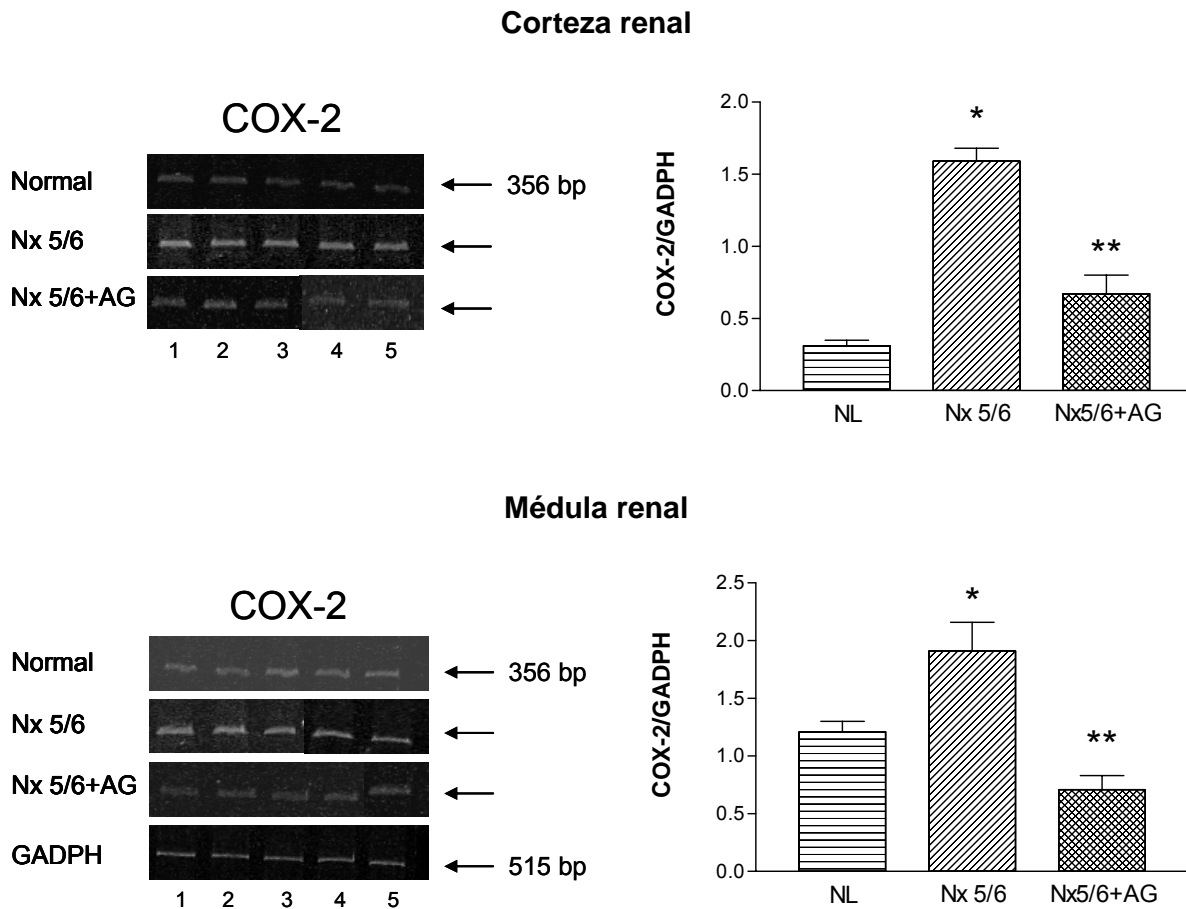 Corteza renal
COX-2
Normal
356 bp
Nx 5/6
Nx 5/6+AG
1 2 3 4 5
COX-2/GADPH
2.0
1.5
1.0
0.5
0.0
*
**
NL Nx 5/6 Nx5/6+AG
Médula renal
COX-2
Normal
356 bp
Nx 5/6
Nx 5/6+AG
GADPH
515 bp
1 2 3 4 5
COX-2/GADPH
2.5
2.0
1.5
1.0
0.5
0.0
*
**
NL Nx 5/6 Nx5/6+AG